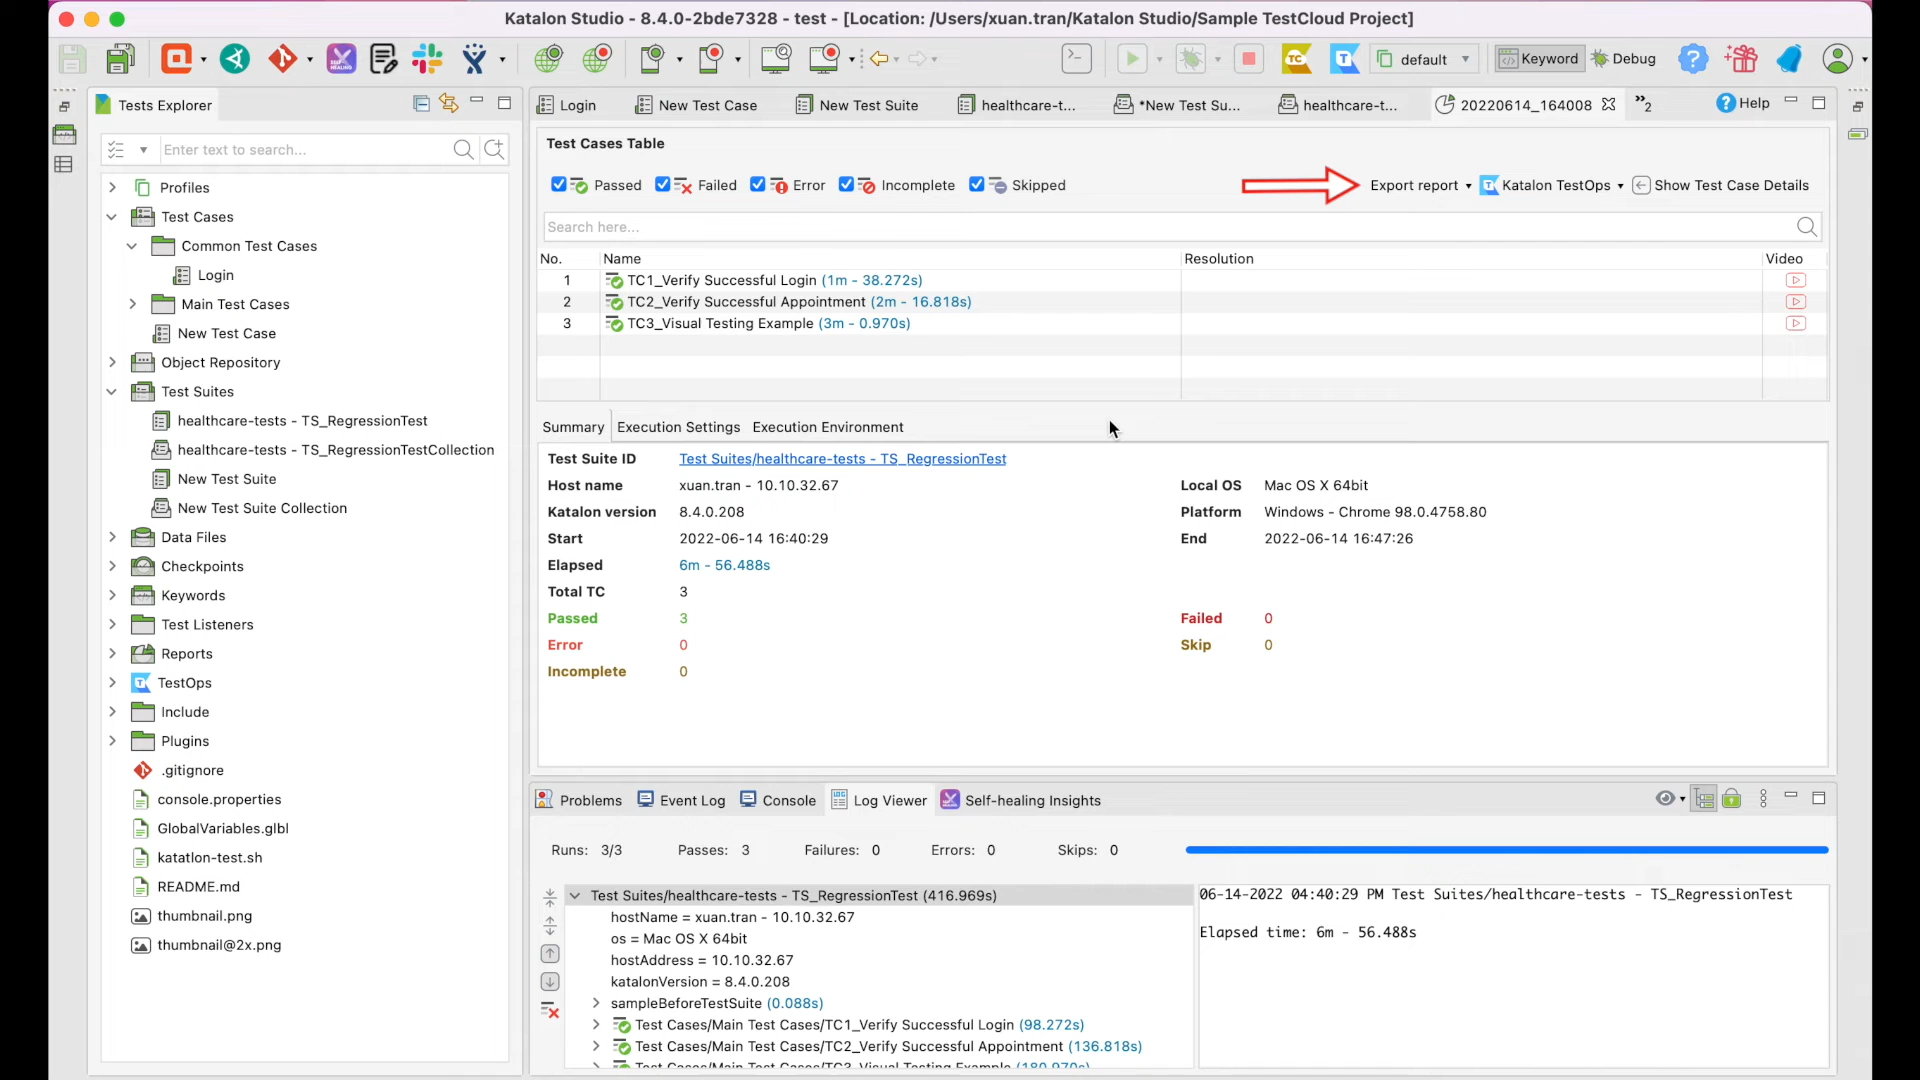 Katalon Studio - 8.4.0-2bde7328 - test - [Location: /Users/xuan.tran/Katalon Studio/Sample TestCloud Project]
TC
default
Keyword
Debug
Tests Explorer
Login
New Test Case
New Test Suite
healthcare-t...
*New Test Su...
healthcare-t...
20220614_164008
»2
Help
Enter text to search...
Profiles
Test Cases
Common Test Cases
Login
Main Test Cases
New Test Case
Object Repository
Test Suites
healthcare-tests - TS_RegressionTest
healthcare-tests - TS_RegressionTestCollection
New Test Suite
New Test Suite Collection
Data Files
Checkpoints
Keywords
Test Listeners
Reports
TestOps
Include
Plugins
.gitignore
console.properties
GlobalVariables.glbl
katatlon-test.sh
README.md
thumbnail.png
thumbnail@2x.png
Test Cases Table
Passed Failed Error Incomplete Skipped
Export report Katalon TestOps Show Test Case Details
Search here...
No. Name Resolution Video
1 TC1_Verify Successful Login (1m - 38.272s)
2 TC2_Verify Successful Appointment (2m - 16.818s)
3 TC3_Visual Testing Example (3m - 0.970s)
Summary Execution Settings Execution Environment
Test Suite ID Test Suites/healthcare-tests - TS_RegressionTest
Host name xuan.tran - 10.10.32.67 Local OS Mac OS X 64bit
Katalon version 8.4.0.208 Platform Windows - Chrome 98.0.4758.80
Start 2022-06-14 16:40:29 End 2022-06-14 16:47:26
Elapsed 6m - 56.488s
Total TC 3
Passed 3 Failed 0
Error 0 Skip 0
Incomplete 0
Problems Event Log Console Log Viewer Self-healing Insights
Runs: 3/3 Passes: 3 Failures: 0 Errors: 0 Skips: 0
Test Suites/healthcare-tests - TS_RegressionTest (416.969s)
hostName = xuan.tran - 10.10.32.67
os = Mac OS X 64bit
hostAddress = 10.10.32.67
katalonVersion = 8.4.0.208
sampleBeforeTestSuite (0.088s)
Test Cases/Main Test Cases/TC1_Verify Successful Login (98.272s)
Test Cases/Main Test Cases/TC2_Verify Successful Appointment (136.818s)
Test Cases/Main Test Cases/TC3_Visual Testing Example (180.970s)
06-14-2022 04:40:29 PM Test Suites/healthcare-tests - TS_RegressionTest
Elapsed time: 6m - 56.488s